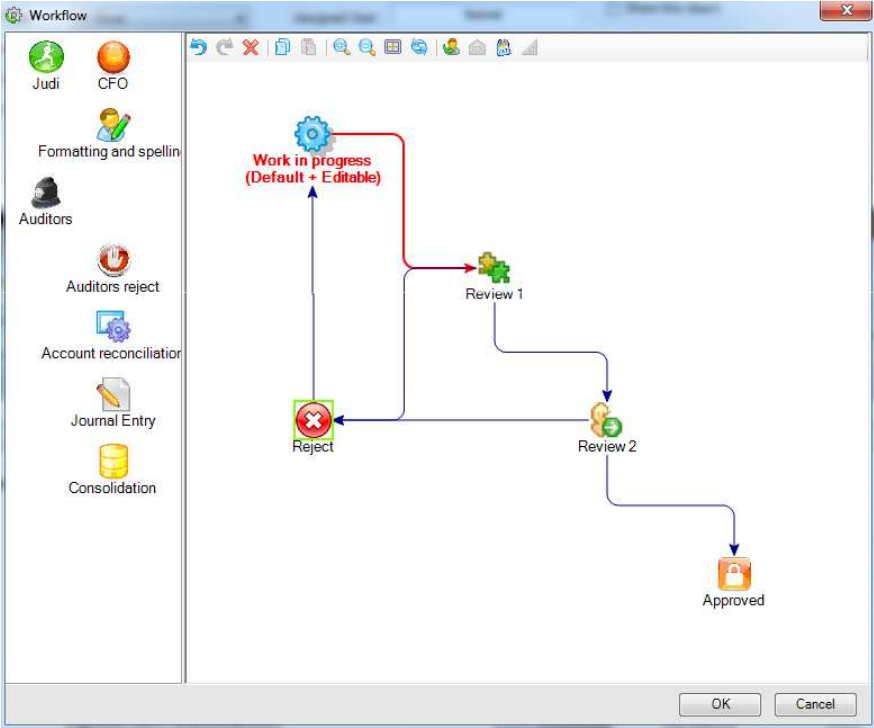 Workflow
Judi
CFO
Formatting and spellin
Auditors
Auditors reject
Account reconciliation
Journal Entry
Consolidation
Work in progress
(Default + Editable)
Review 1
Reject
Review 2
Approved
OK
Cancel